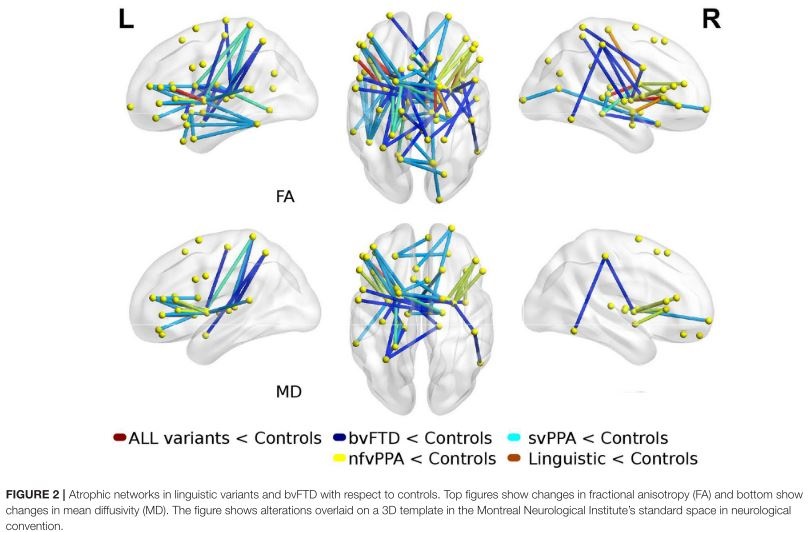 L R
FA
MD
ALL variants < Controls bvFTD < Controls svPPA < Controls
nfvPPA < Controls Linguistic < Controls
FIGURE 2 | Atrophic networks in linguistic variants and bvFTD with respect to controls. Top figures show changes in fractional anisotropy (FA) and bottom show
changes in mean diffusivity (MD). The figure shows alterations overlaid on a 3D template in the Montreal Neurological Institute's standard space in neurological
convention.